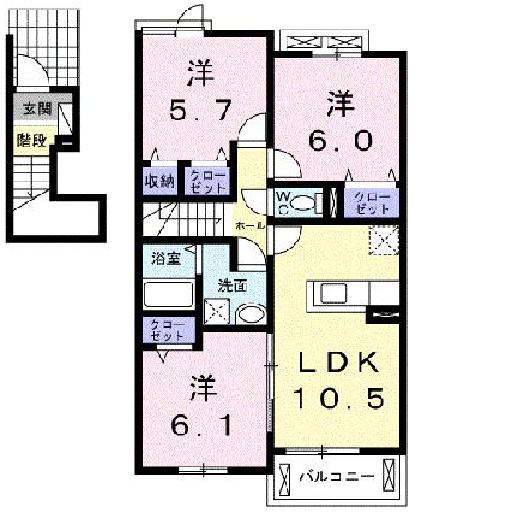 玄関
階段
洋
5.7
収納
クロー
ゼット
洋
6.0
クロー
ゼット
WC
ホール
浴室
洗面
クロー
ゼット
洋
6.1
LDK
10.5
バルコニー